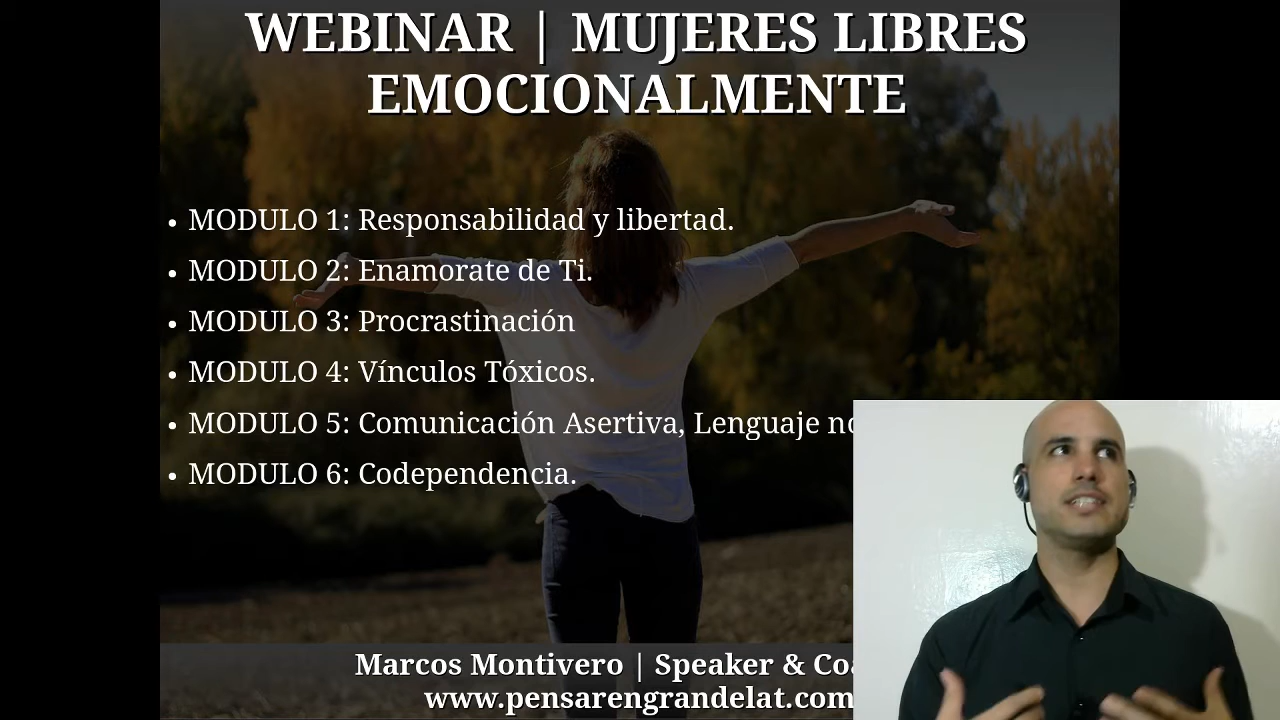 WEBINAR | MUJERES LIBRES
EMOCIONALMENTE
• MODULO 1: Responsabilidad y libertad.
• MODULO 2: Enamorate de Ti.
• MODULO 3: Procrastinación
• MODULO 4: Vínculos Tóxicos.
• MODULO 5: Comunicación Asertiva, Lenguaje
• MODULO 6: Codependencia.
Marcos Montivero | Speaker &
www.pensarengrandelat.com